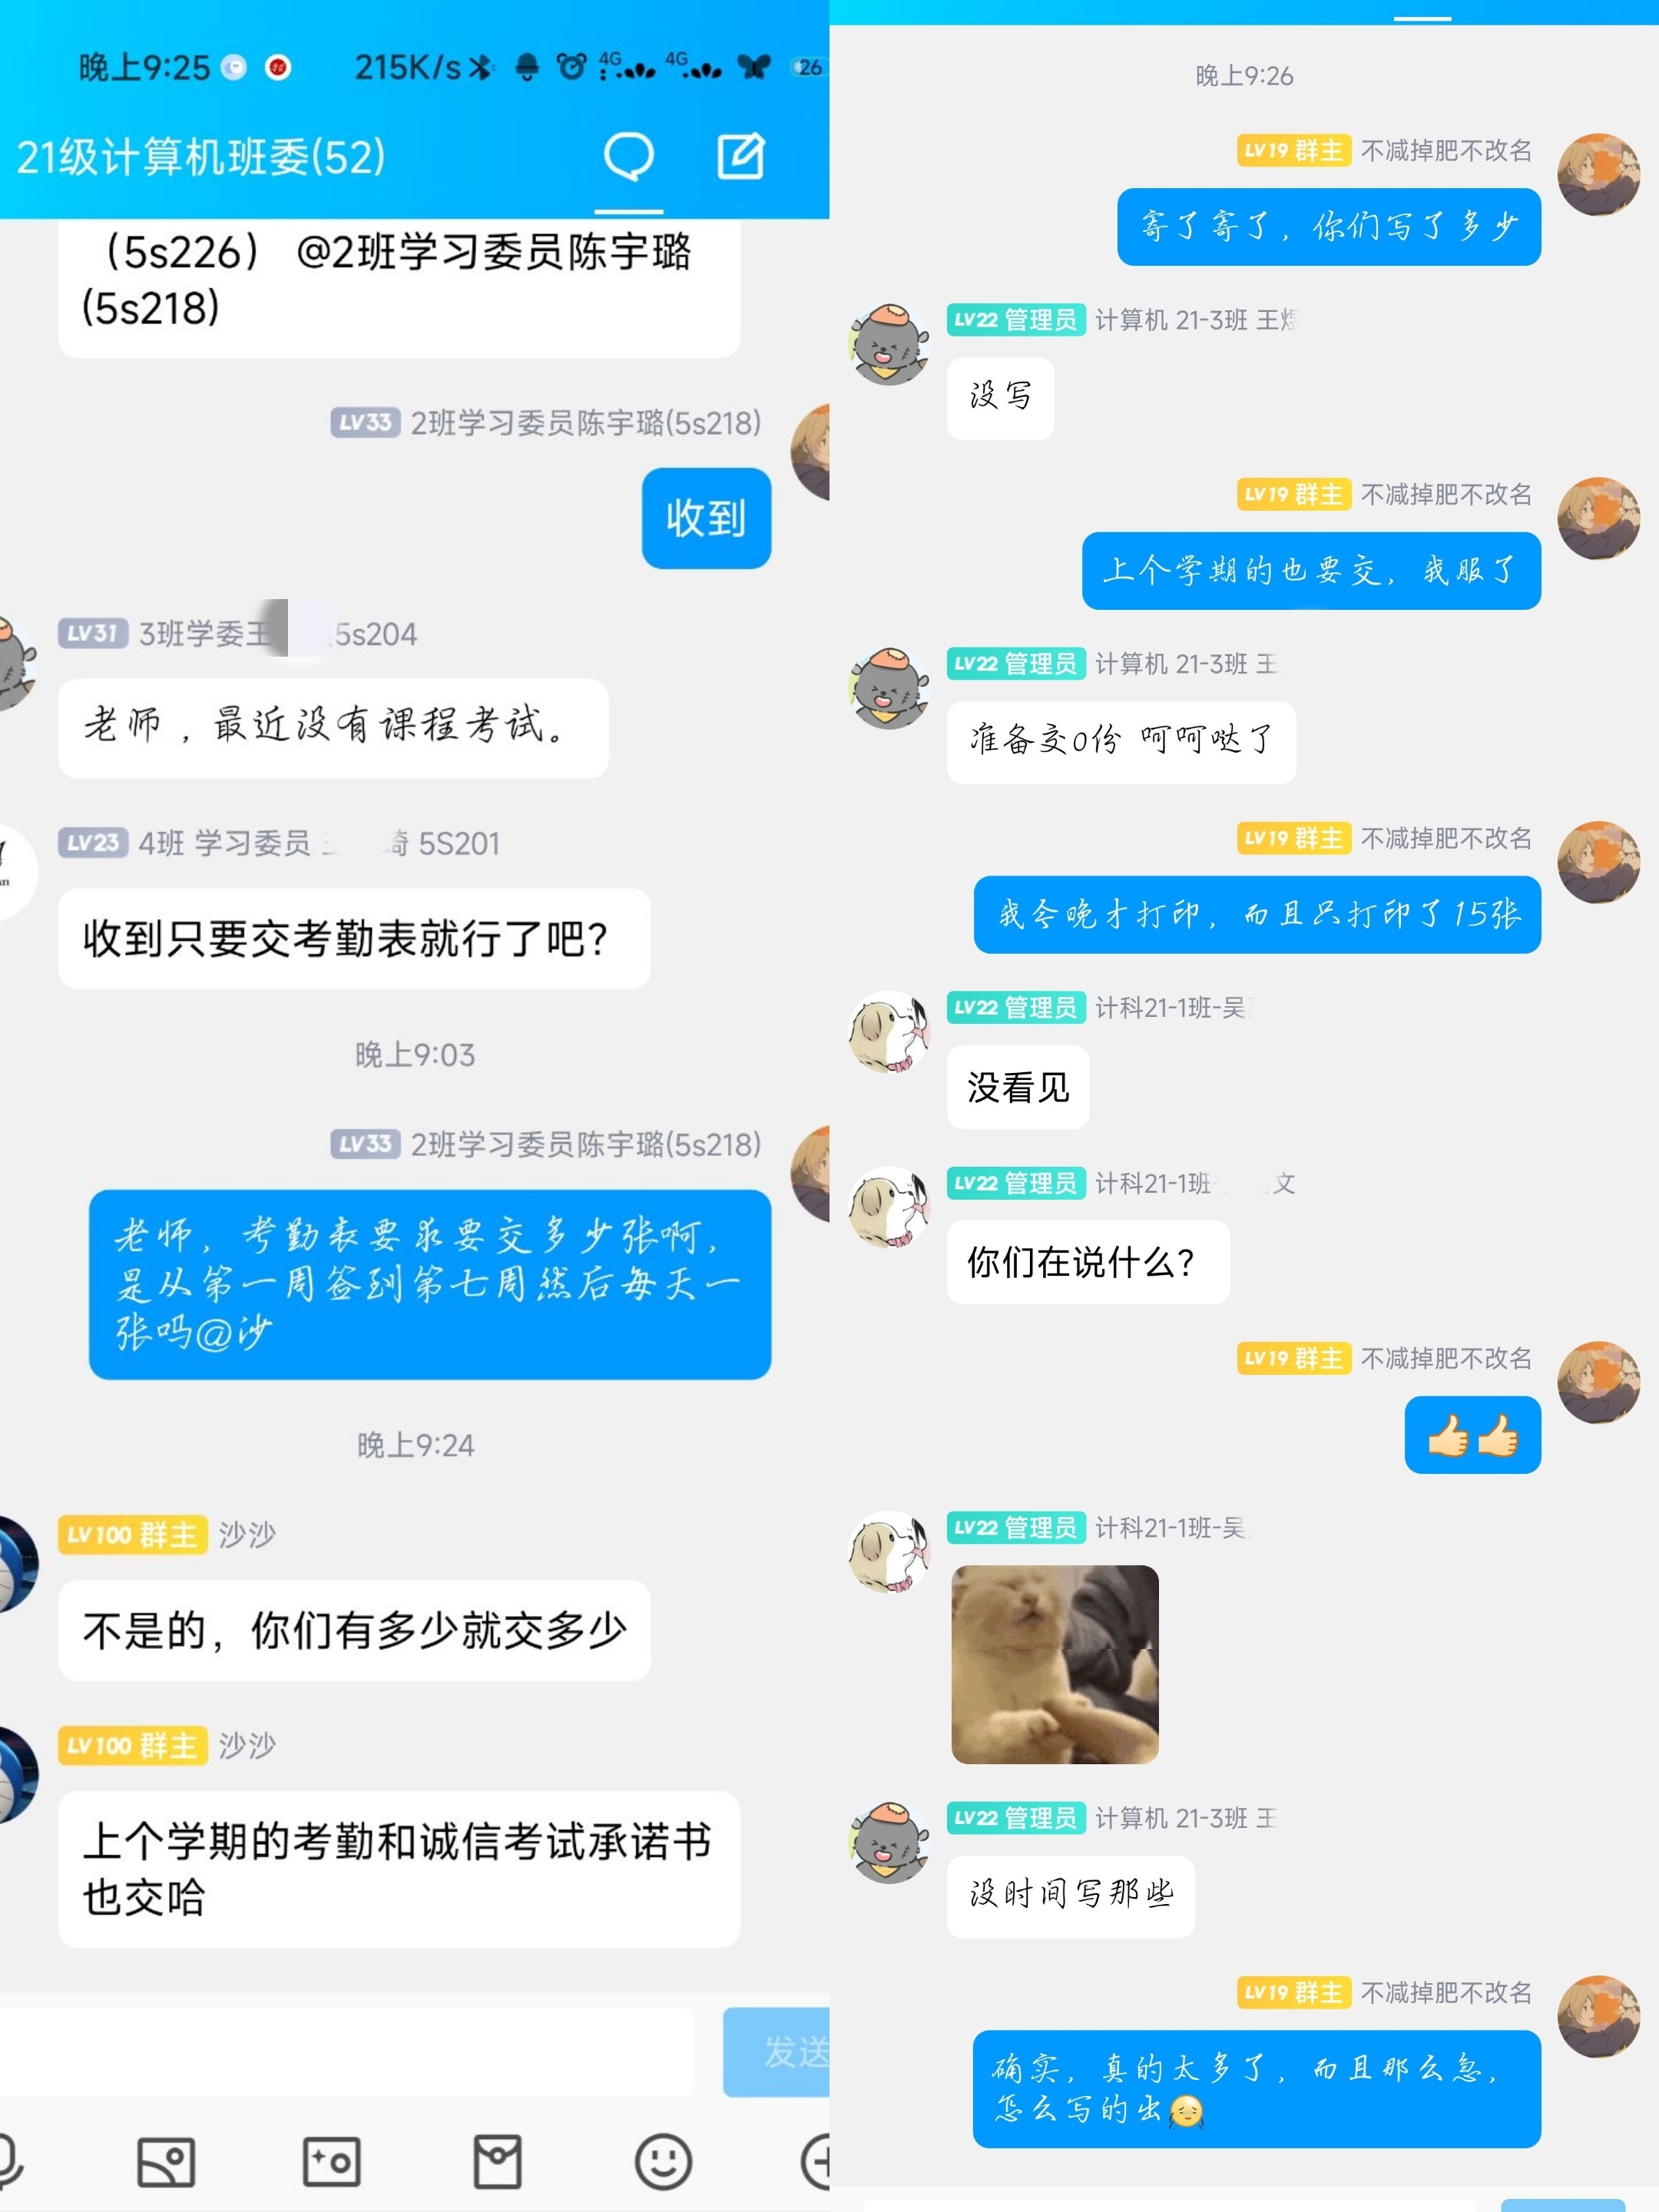 晚上9:25
215K/s
4G
4G
26
21级计算机班委(52)
（5s226） @2班学习委员陈宇璐
(5s218)
LV33 2班学习委员陈宇璐(5s218)
收到
LV31 3班学委王 5s204
老师，最近没有课程考试。
LV23 4班 学习委员 琦 5S201
收到只要交考勤表就行了吧？
晚上9:03
LV33 2班学习委员陈宇璐(5s218)
老师，考勤表要求要交多少张啊，
是从第一周签到第七周然后每天一
张吗@沙
晚上9:24
LV100 群主 沙沙
不是的，你们有多少就交多少
LV100 群主 沙沙
上个学期的考勤和诚信考试承诺书
也交哈
发送
晚上9:26
LV19 群主 不减掉肥不改名
寄了寄了，你们写了多少
LV22 管理员 计算机 21-3班 王煜
没写
LV19 群主 不减掉肥不改名
上个学期的也要交，我服了
LV22 管理员 计算机 21-3班 王
准备交0份 呵呵哒了
LV19 群主 不减掉肥不改名
我今晚才打印，而且只打印了15张
LV22 管理员 计科21-1班-吴
没看见
LV22 管理员 计科21-1班 文
你们在说什么？
LV19 群主 不减掉肥不改名
👍👍
LV22 管理员 计科21-1班-吴
LV22 管理员 计算机 21-3班 王
没时间写那些
LV19 群主 不减掉肥不改名
确实，真的太多了，而且那么急，
怎么写的出